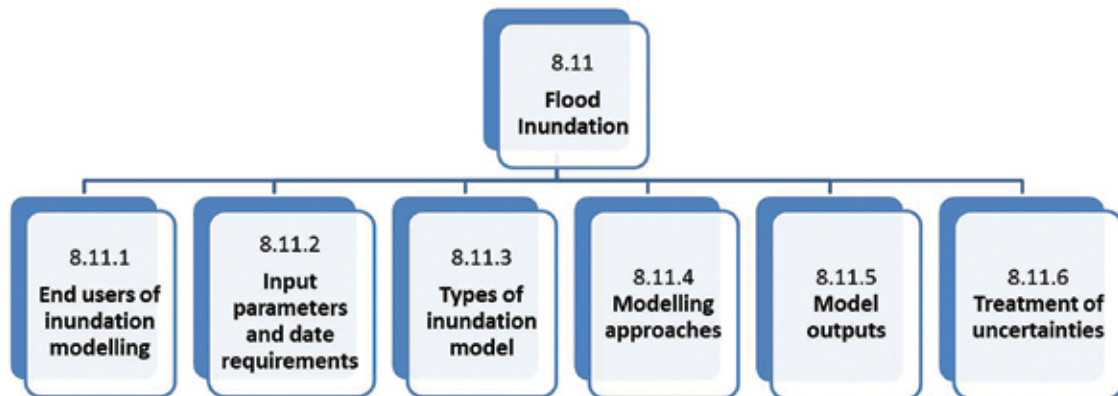 8.11
Flood
Inundation
8.11.1
End users of
inundation
modelling
8.11.2
Input
parameters
and date
requirements
8.11.3
Types of
inundation
model
8.11.4
Modelling
approaches
8.11.5
Model
outputs
8.11.6
Treatment of
uncertainties